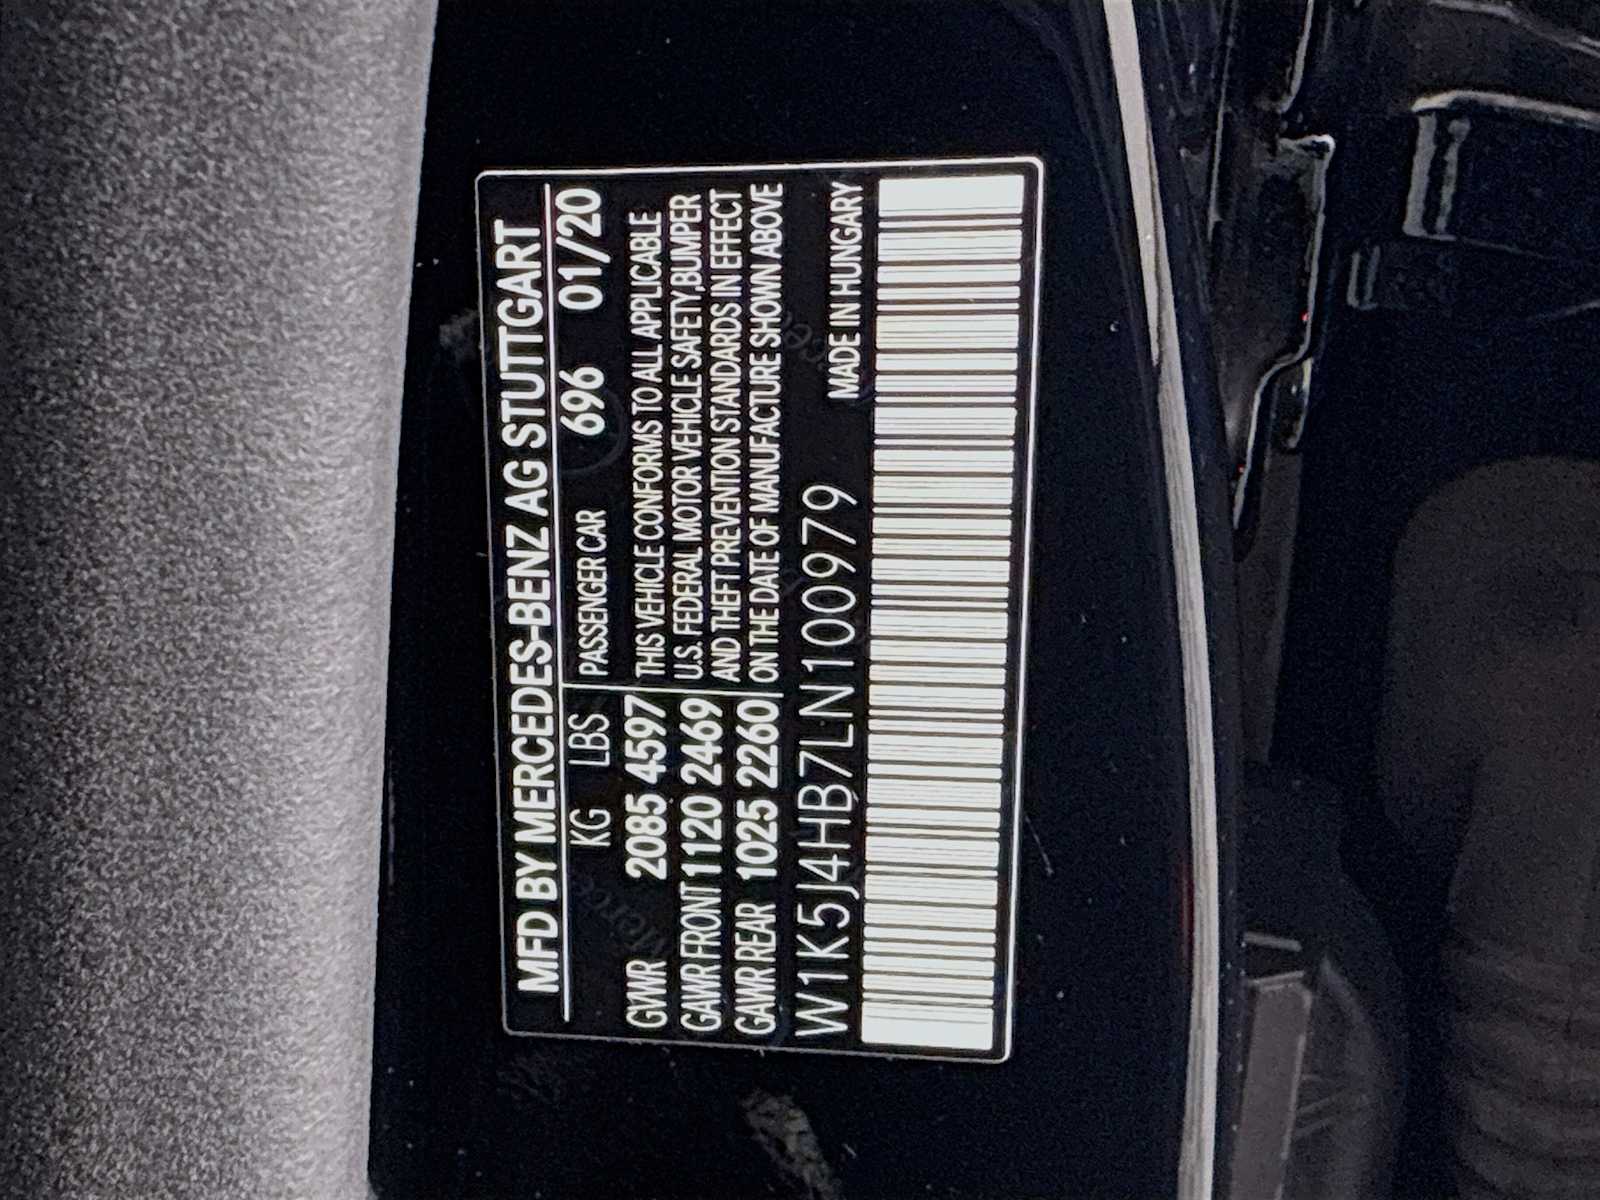 MFD BY MERCEDES-BENZ AG STUTTGART
KG LBS PASSENGER CAR 696 01/20
GVWR 2085 4597 THIS VEHICLE CONFORMS TO ALL APPLICABLE
GAWR FRONT 1120 2469 U.S. FEDERAL MOTOR VEHICLE SAFETY,BUMPER
GAWR REAR 1025 2260 AND THEFT PREVENTION STANDARDS IN EFFECT
ON THE DATE OF MANUFACTURE SHOWN ABOVE
W1K5J4HB7LN100979 MADE IN HUNGARY